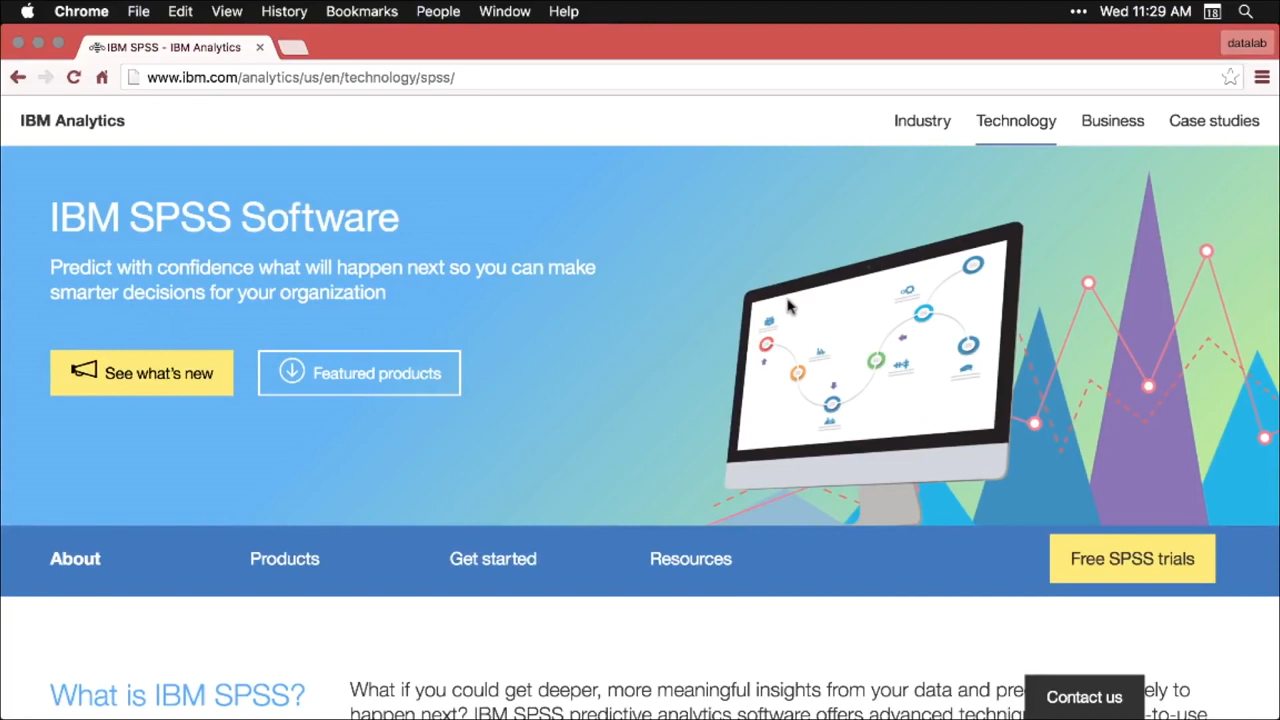 Chrome File Edit View History Bookmarks People Window Help ••• Wed 11:29 AM 18
IBM SPSS - IBM Analytics datalab
www.ibm.com/analytics/us/en/technology/spss/
IBM Analytics Industry Technology Business Case studies
IBM SPSS Software
Predict with confidence what will happen next so you can make
smarter decisions for your organization
See what's new Featured products
About Products Get started Resources Free SPSS trials
What is IBM SPSS? What if you could get deeper, more meaningful insights from your data and ely to
happen next? IBM SPSS predictive analytics software offers advanced -to-use
Contact us